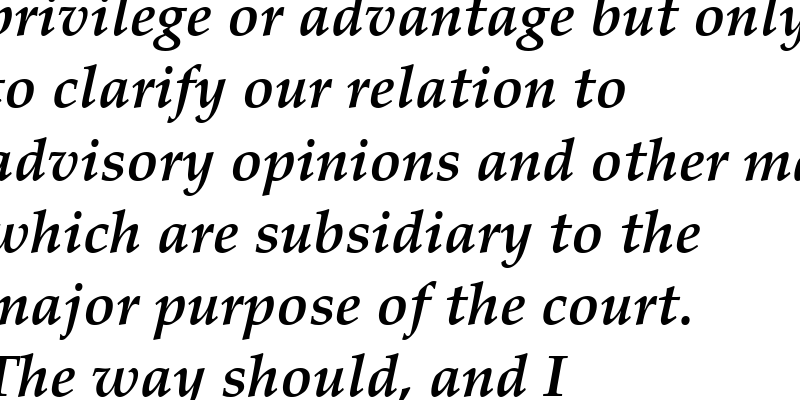 privilege or advantage but only
to clarify our relation to
advisory opinions and other
which are subsidiary to the
major purpose of the court.
The way should, and I